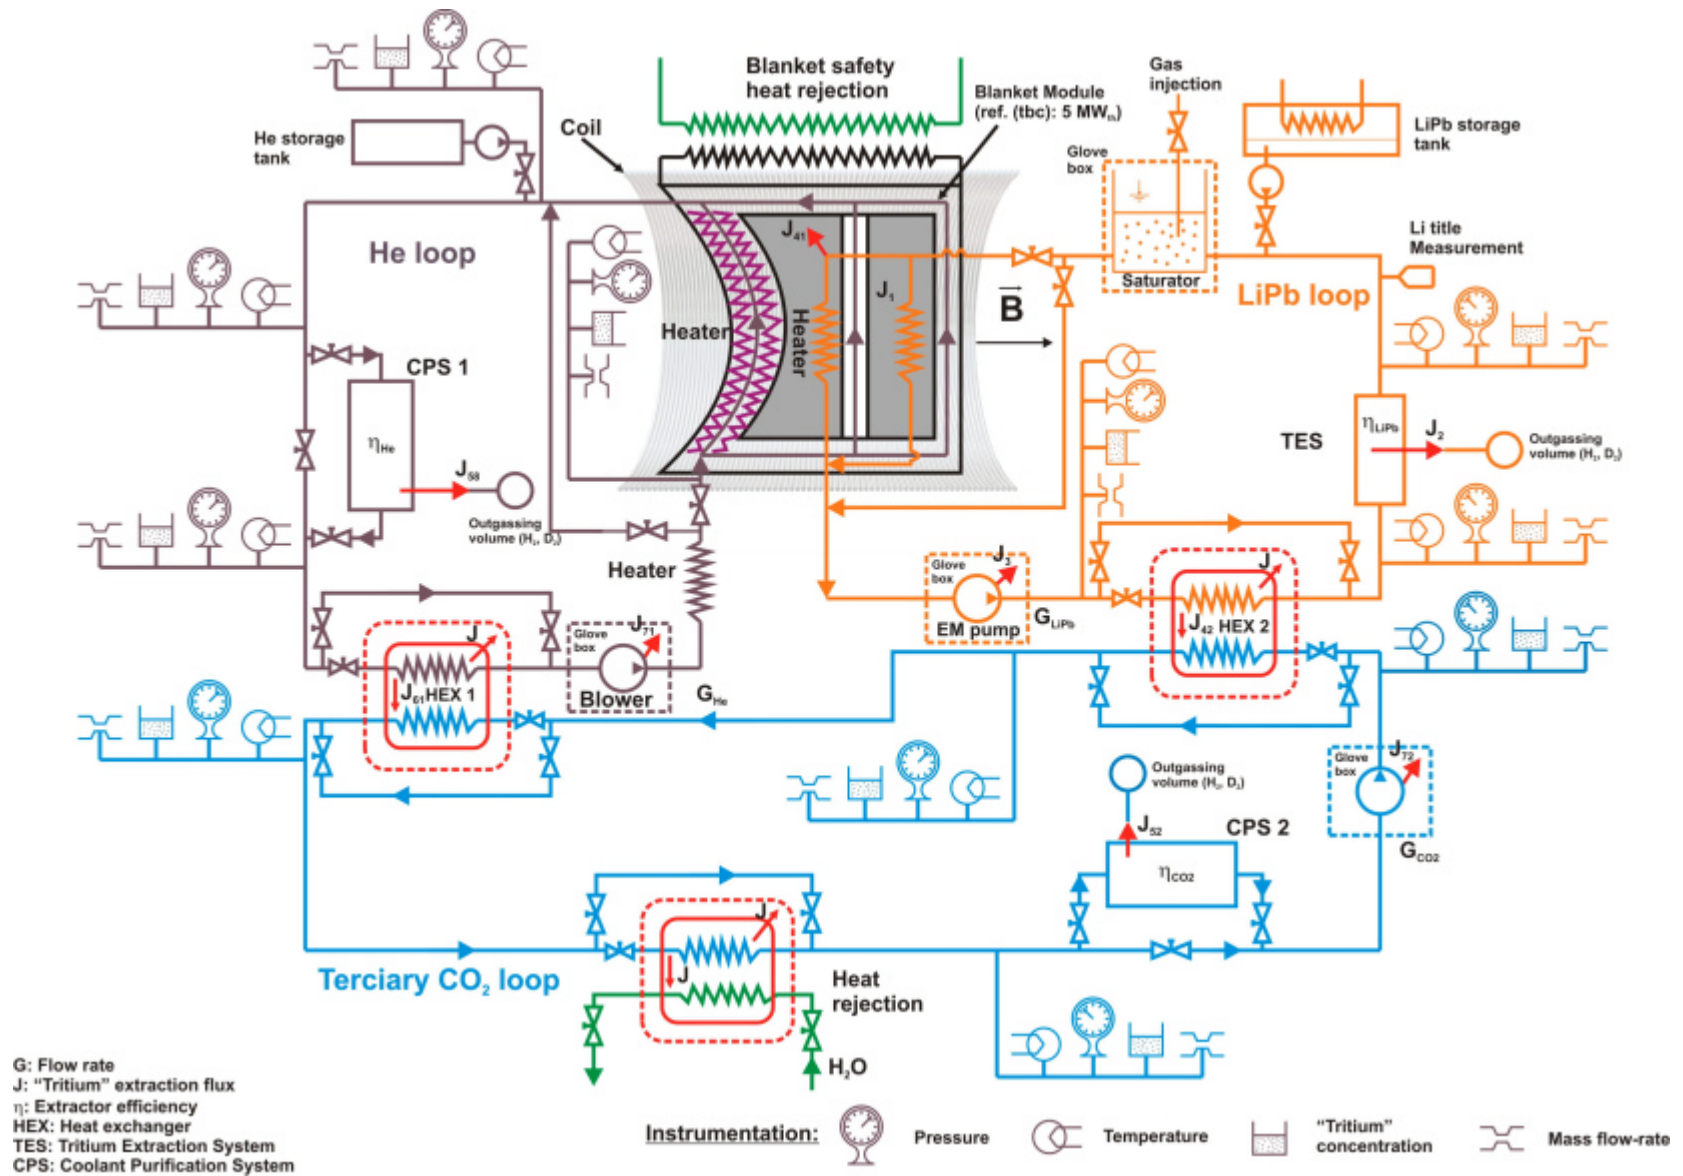 Blanket safety
heat rejection
Blanket Module
(ref. (tbc): 5 MWth)
Gas
injection
Coil
He storage
tank
Glove
box
LiPb storage
tank
He loop
J41
J1
Heater
Heater
B
Saturator
LiPb loop
Li title
Measurement
CPS 1
ηHe
J58
Outgassing
volume (H2, D2)
TES
ηLiPb
J2
Outgassing
volume (H2, D2)
Heater
Glove
box
J3
EM pump
GLiPb
J
J42 HEX 2
J
J61 HEX 1
Glove
box
J71
Blower
GHe
Outgassing
volume (H2, D2)
J52
CPS 2
ηCO2
Glove
box
J72
GCO2
Terciary CO2 loop
J
J
Heat
rejection
H2O
G: Flow rate
J: “Tritium” extraction flux
η: Extractor efficiency
HEX: Heat exchanger
TES: Tritium Extraction System
CPS: Coolant Purification System
Instrumentation:
Pressure
Temperature
“Tritium”
concentration
Mass flow-rate